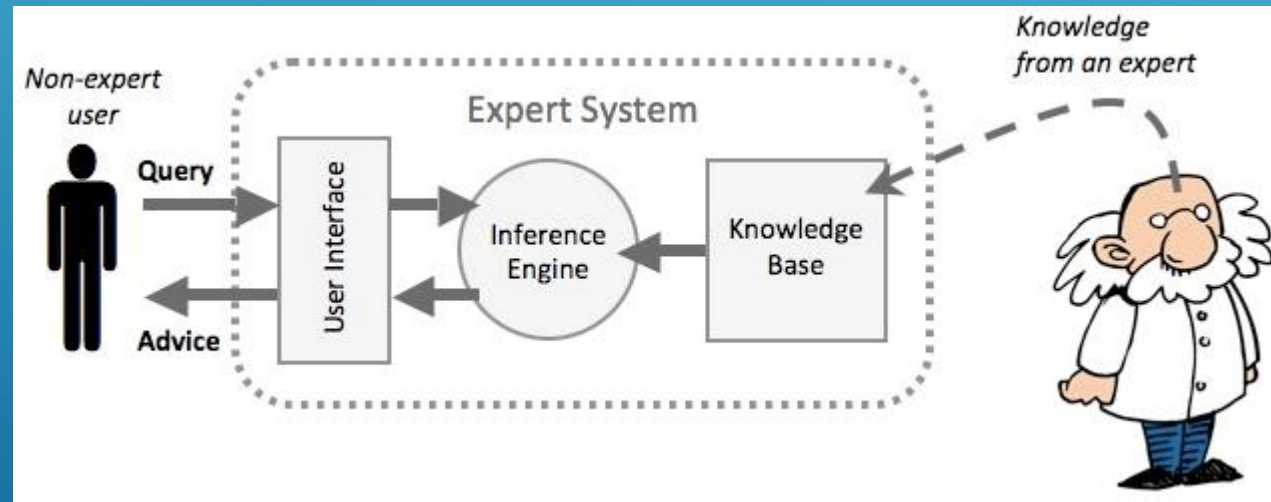 Non-expert
user
Query
Advice
Expert System
User Interface
Inference
Engine
Knowledge
Base
Knowledge
from an expert